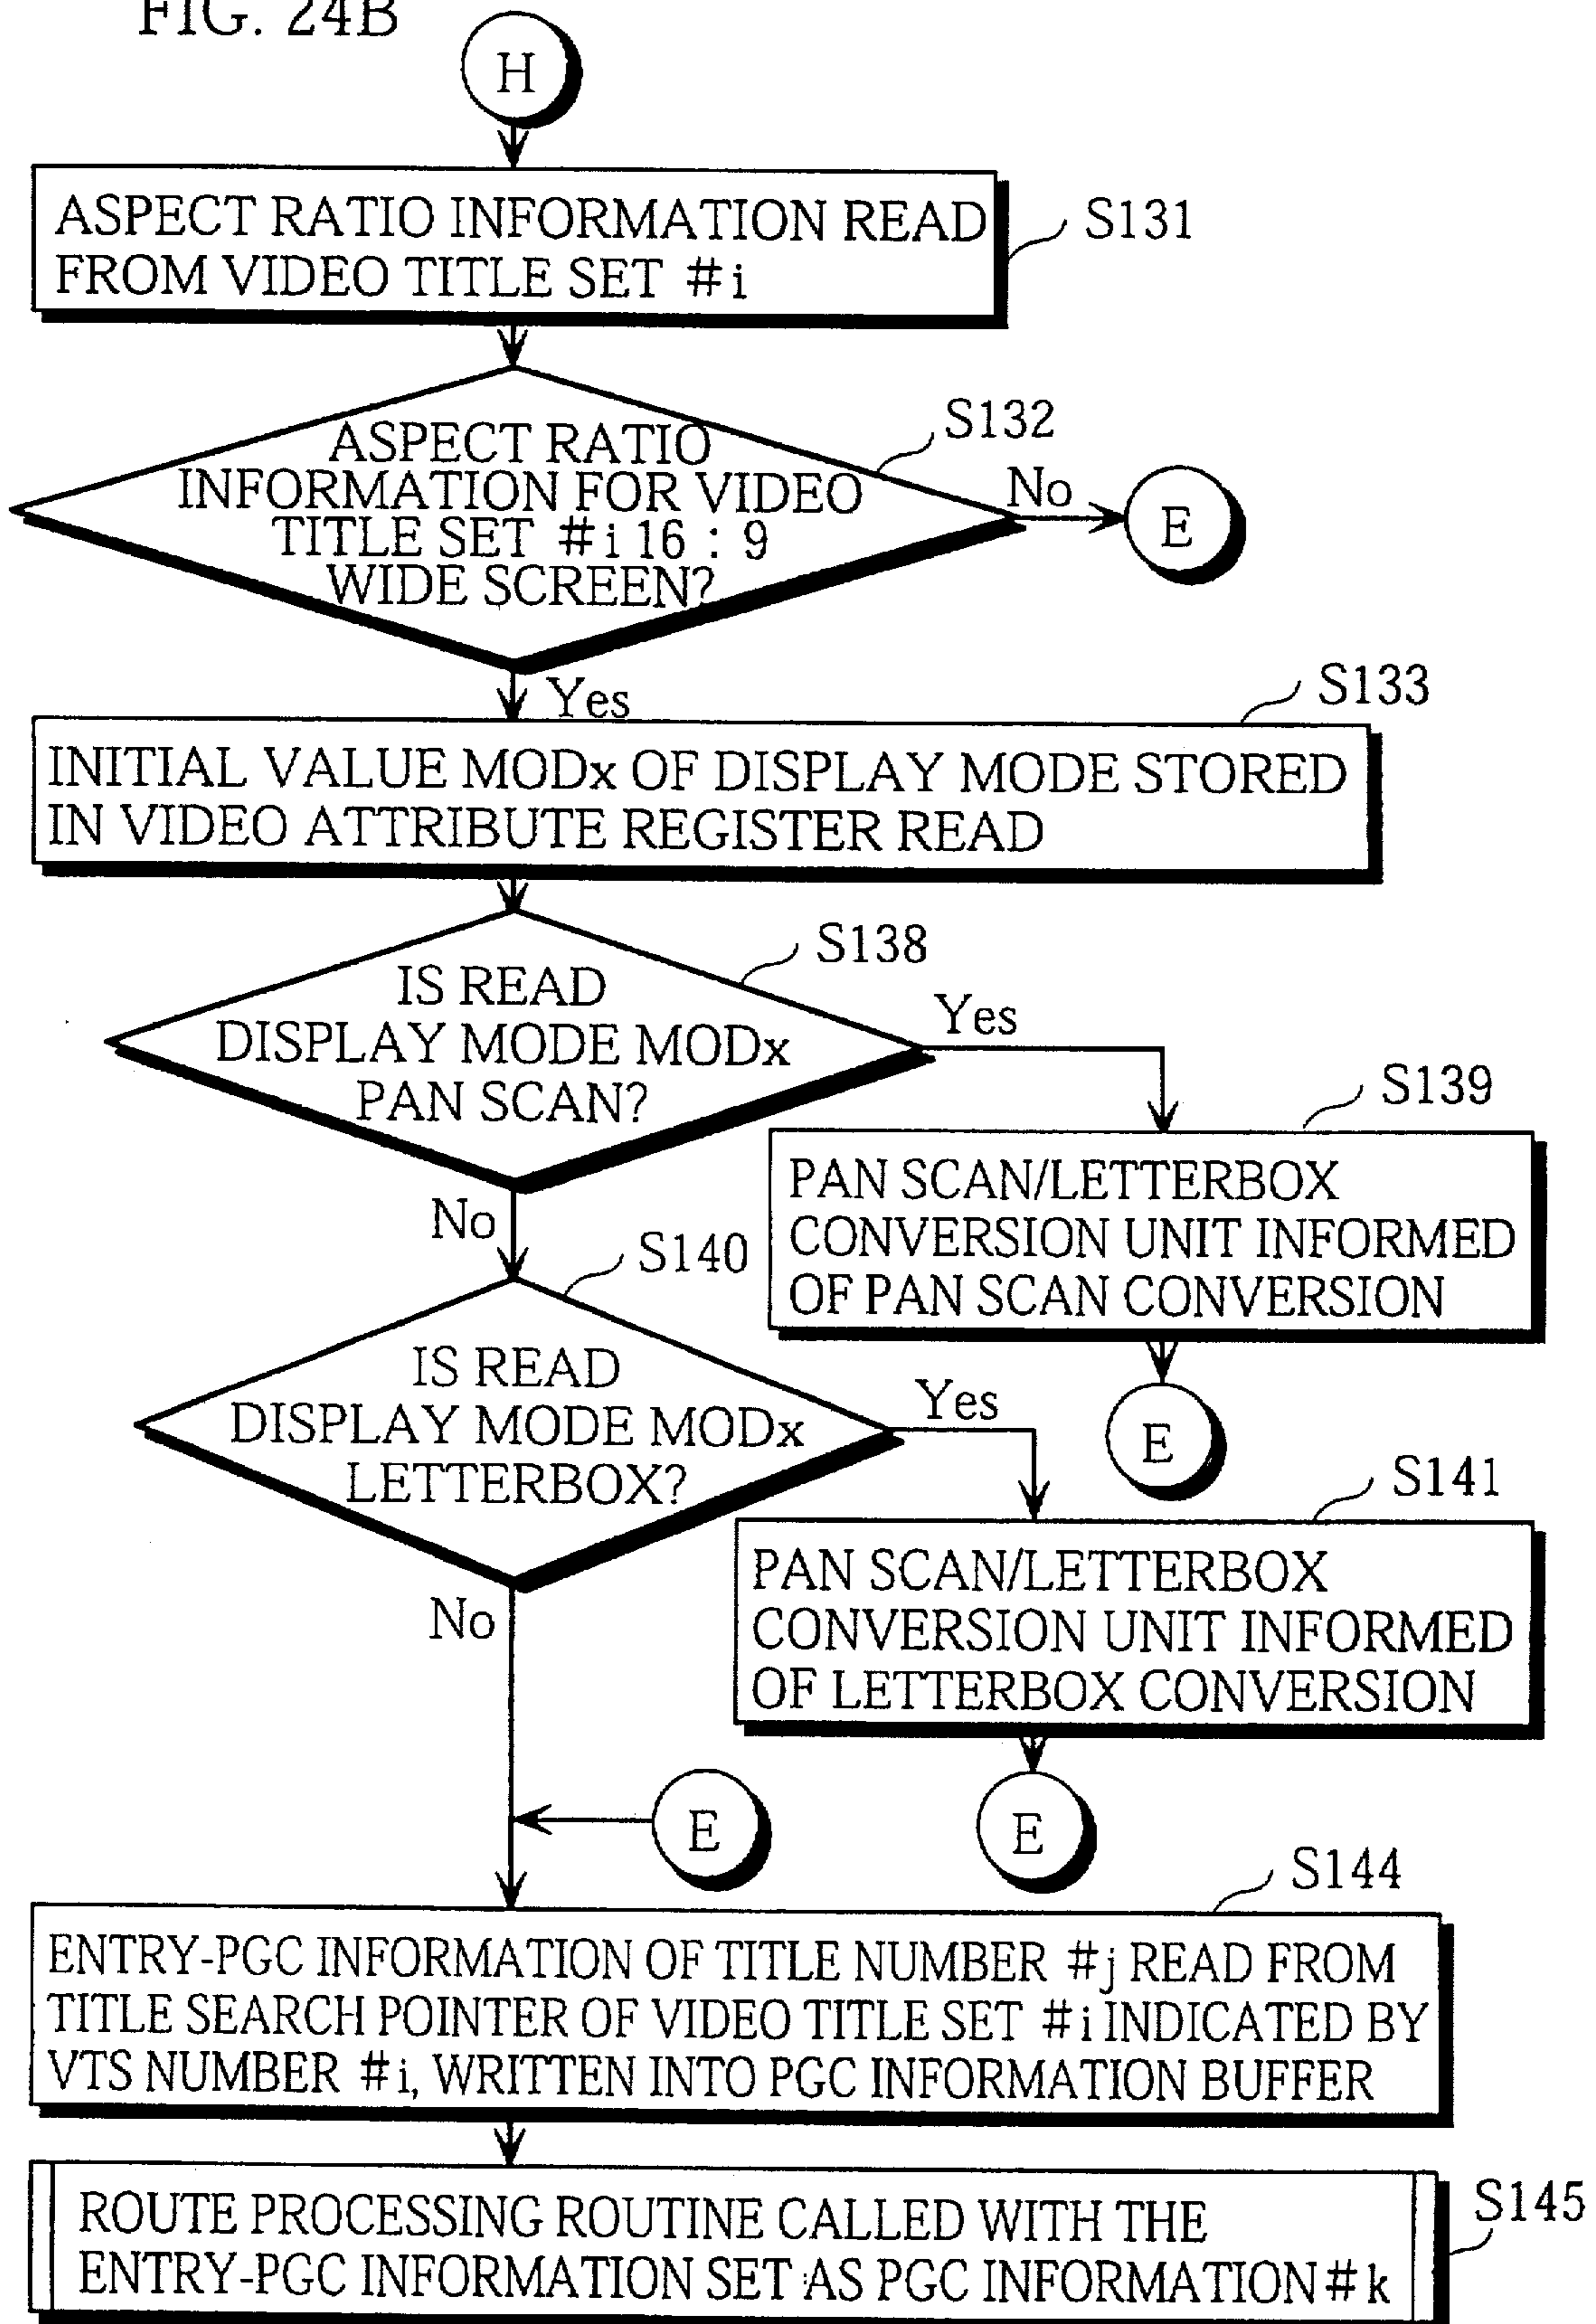 FIG. 24B
H
ASPECT RATIO INFORMATION READ
FROM VIDEO TITLE SET #i
S131
ASPECT RATIO
INFORMATION FOR VIDEO
TITLE SET #i 16 : 9
WIDE SCREEN?
S132
No
E
Yes
S133
INITIAL VALUE MODx OF DISPLAY MODE STORED
IN VIDEO ATTRIBUTE REGISTER READ
S138
IS READ
DISPLAY MODE MODx
PAN SCAN?
Yes
S139
PAN SCAN/LETTERBOX
CONVERSION UNIT INFORMED
OF PAN SCAN CONVERSION
E
No
S140
IS READ
DISPLAY MODE MODx
LETTERBOX?
Yes
S141
PAN SCAN/LETTERBOX
CONVERSION UNIT INFORMED
OF LETTERBOX CONVERSION
E
No
E
S144
ENTRY-PGC INFORMATION OF TITLE NUMBER #j READ FROM
TITLE SEARCH POINTER OF VIDEO TITLE SET #i INDICATED BY
VTS NUMBER #i, WRITTEN INTO PGC INFORMATION BUFFER
S145
ROUTE PROCESSING ROUTINE CALLED WITH THE
ENTRY-PGC INFORMATION SET AS PGC INFORMATION #k